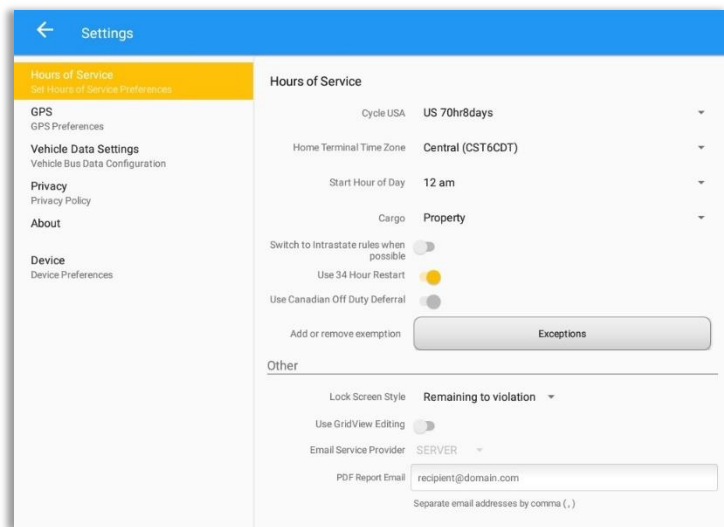 Settings
Hours of Service
Set Hours of Service Preferences
GPS
GPS Preferences
Vehicle Data Settings
Vehicle Bus Data Configuration
Privacy
Privacy Policy
About
Device
Device Preferences
Hours of Service
Cycle USA US 70hr8days
Home Terminal Time Zone Central (CST6CDT)
Start Hour of Day 12 am
Cargo Property
Switch to Intrastate rules when
possible
Use 34 Hour Restart
Use Canadian Off Duty Deferral
Add or remove exemption Exceptions
Other
Lock Screen Style Remaining to violation
Use GridView Editing
Email Service Provider SERVER
PDF Report Email recipient@domain.com
Separate email addresses by comma ( , )